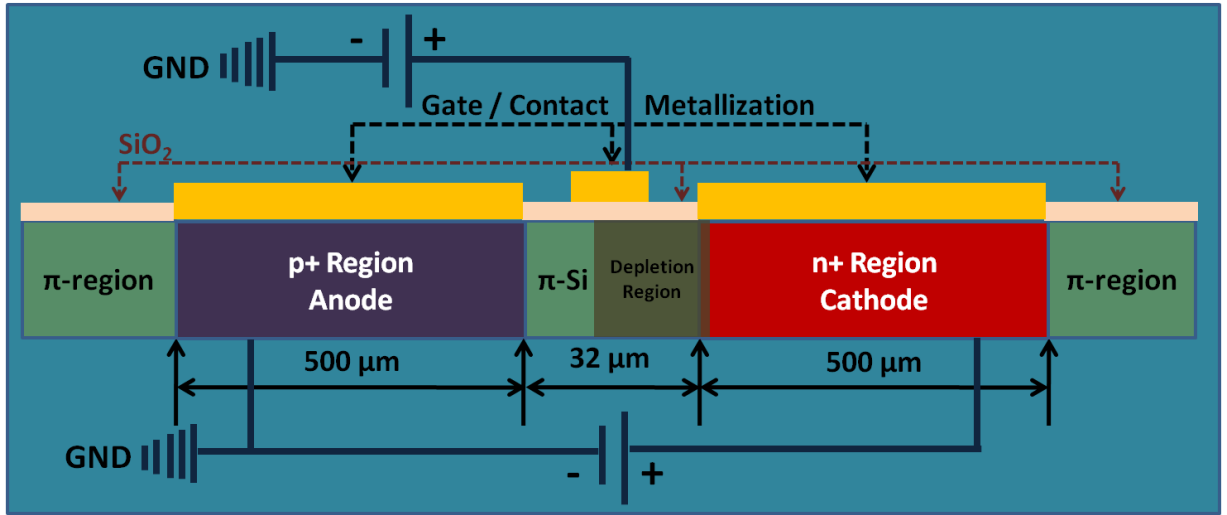 - +
GND
Gate / Contact Metallization
SiO₂
π-region
p+ Region
Anode
π-Si
Depletion
Region
n+ Region
Cathode
π-region
500 μm
32 μm
500 μm
GND
- +